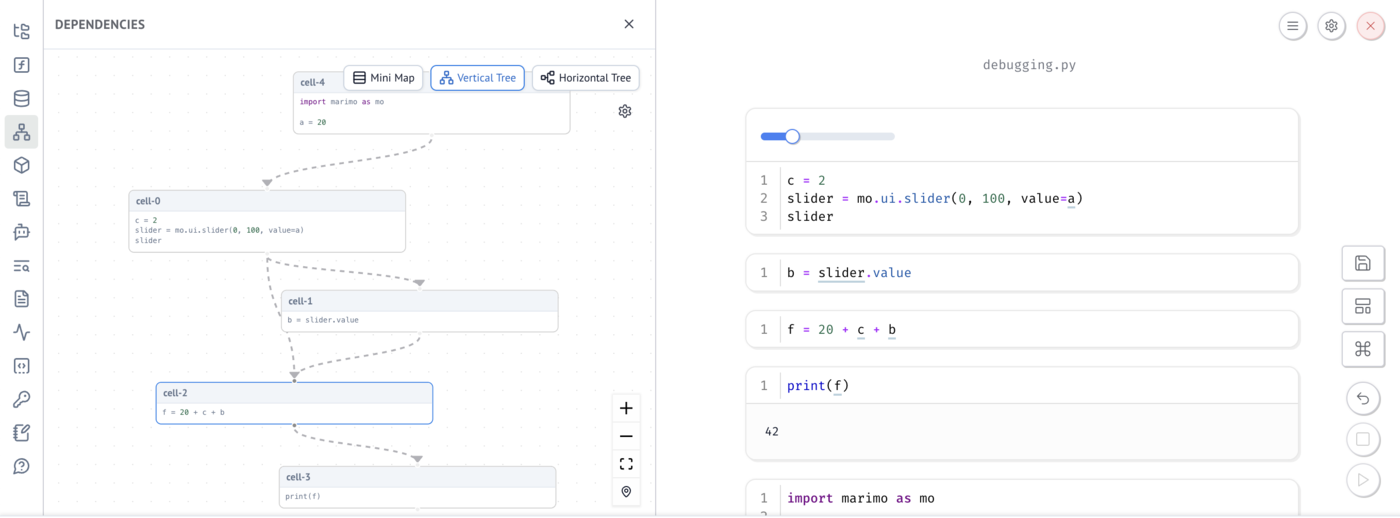 DEPENDENCIES
Mini Map
Vertical Tree
Horizontal Tree
cell-4
import marimo as mo
a = 20
cell-0
c = 2
slider = mo.ui.slider(0, 100, value=a)
slider
cell-1
b = slider.value
cell-2
f = 20 + c + b
cell-3
print(f)
debugging.py
1 c = 2
2 slider = mo.ui.slider(0, 100, value=a)
3 slider
1 b = slider.value
1 f = 20 + c + b
1 print(f)
42
1 import marimo as mo